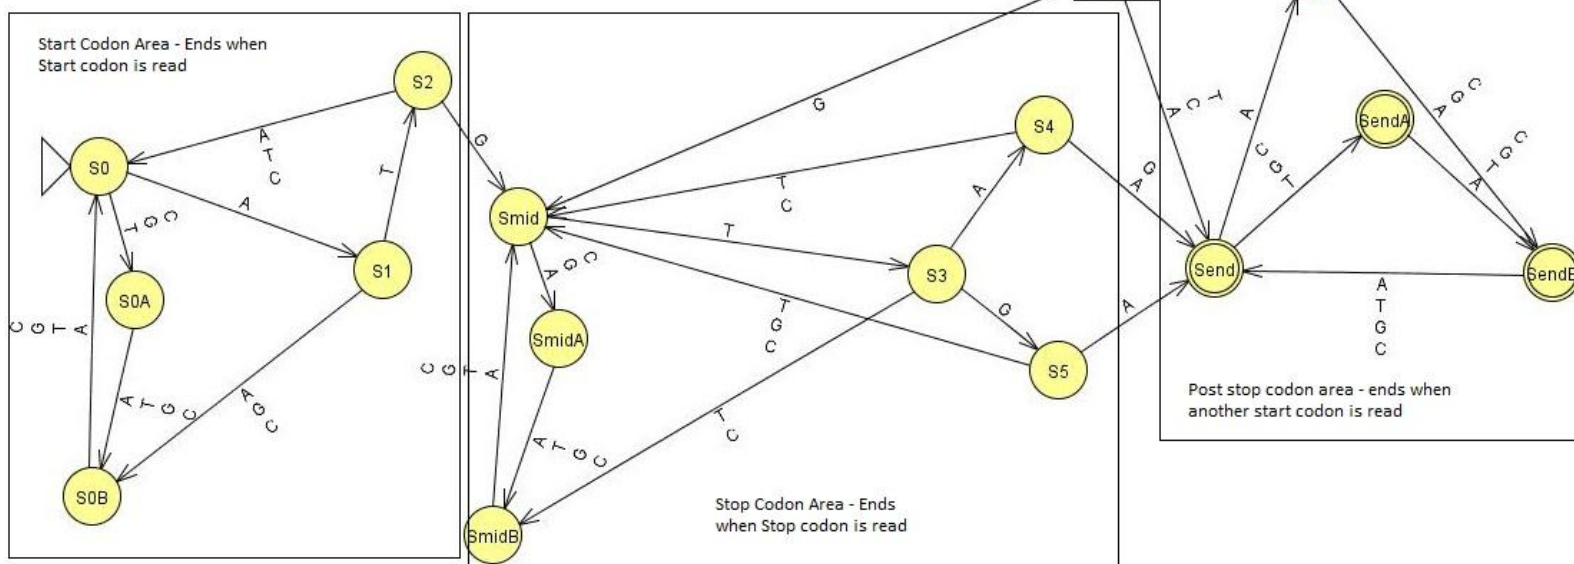 Start Codon Area - Ends when
Start codon is read
S2
A
T
C
G
S0
A
T
T G C
S1
S0A
C G T A
A T G C
A G C
S0B
G
S4
T
C
G
A
Smid
T
A
C G A
S3
T
G
C
G
A
SmidA
C G T A
S5
A T G C
T
C
SmidB
Stop Codon Area - Ends
when Stop codon is read
A C T
A
C G T
SendA
C G A
C G T A
Send
A
T
G
C
Post stop codon area - ends when
another start codon is read